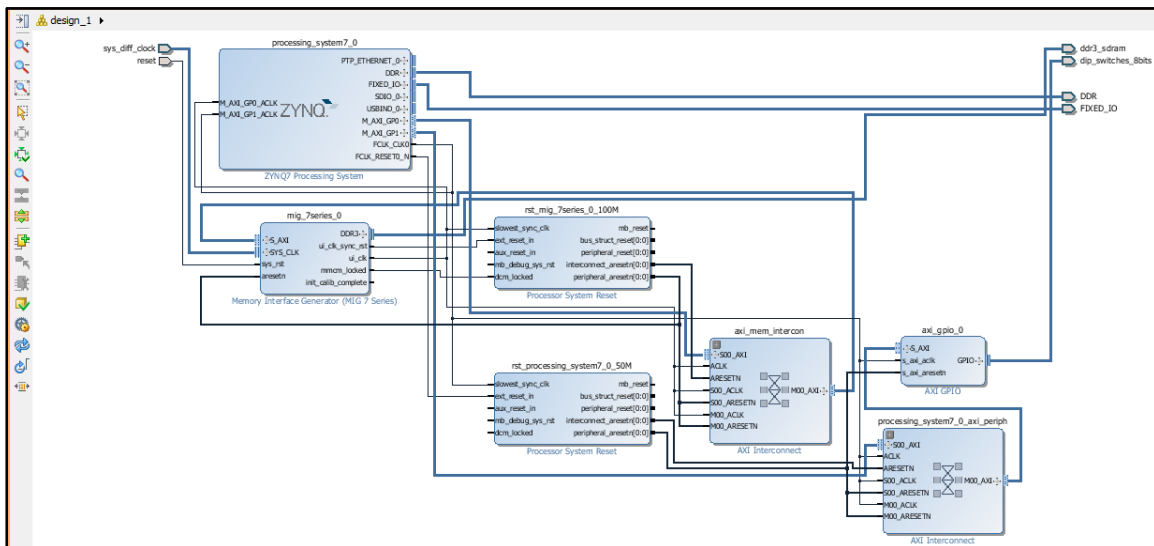 design_1
sys_diff_clock
reset
processing_system7_0
PTP_ETHERNET_0
DDR
FIXED_IO
SDIO_0
USBIND_0
M_AXI_GP0_ACLK
M_AXI_GP1_ACLK
ZYNQ
M_AXI_GP0
M_AXI_GP1
FCLK_CLK0
FCLK_RESET0_N
ZYNQ7 Processing System
ddr3_sdram
dip_switches_8bits
DDR
FIXED_IO
mig_7series_0
S_AXI
SYS_CLK
sys_rst
aresetn
DDR3
ui_clk_sync_rst
ui_clk
mmcm_locked
init_calib_complete
Memory Interface Generator (MIG 7 Series)
rst_mig_7series_0_100M
slowest_sync_clk
ext_reset_in
aux_reset_in
mb_debug_sys_rst
dcm_locked
mb_reset
bus_struct_reset[0:0]
peripheral_reset[0:0]
interconnect_aresetn[0:0]
peripheral_aresetn[0:0]
Processor System Reset
rst_processing_system7_0_50M
slowest_sync_clk
ext_reset_in
aux_reset_in
mb_debug_sys_rst
dcm_locked
mb_reset
bus_struct_reset[0:0]
peripheral_reset[0:0]
interconnect_aresetn[0:0]
peripheral_aresetn[0:0]
Processor System Reset
axi_mem_intercon
S00_AXI
ACLK
ARESETN
S00_ACLK
S00_ARESETN
M00_ACLK
M00_ARESETN
M00_AXI
AXI Interconnect
axi_gpio_0
S_AXI
s_axi_aclk
s_axi_aresetn
GPIO
AXI GPIO
processing_system7_0_axi_periph
S00_AXI
ACLK
ARESETN
S00_ACLK
S00_ARESETN
M00_ACLK
M00_ARESETN
M00_AXI
AXI Interconnect